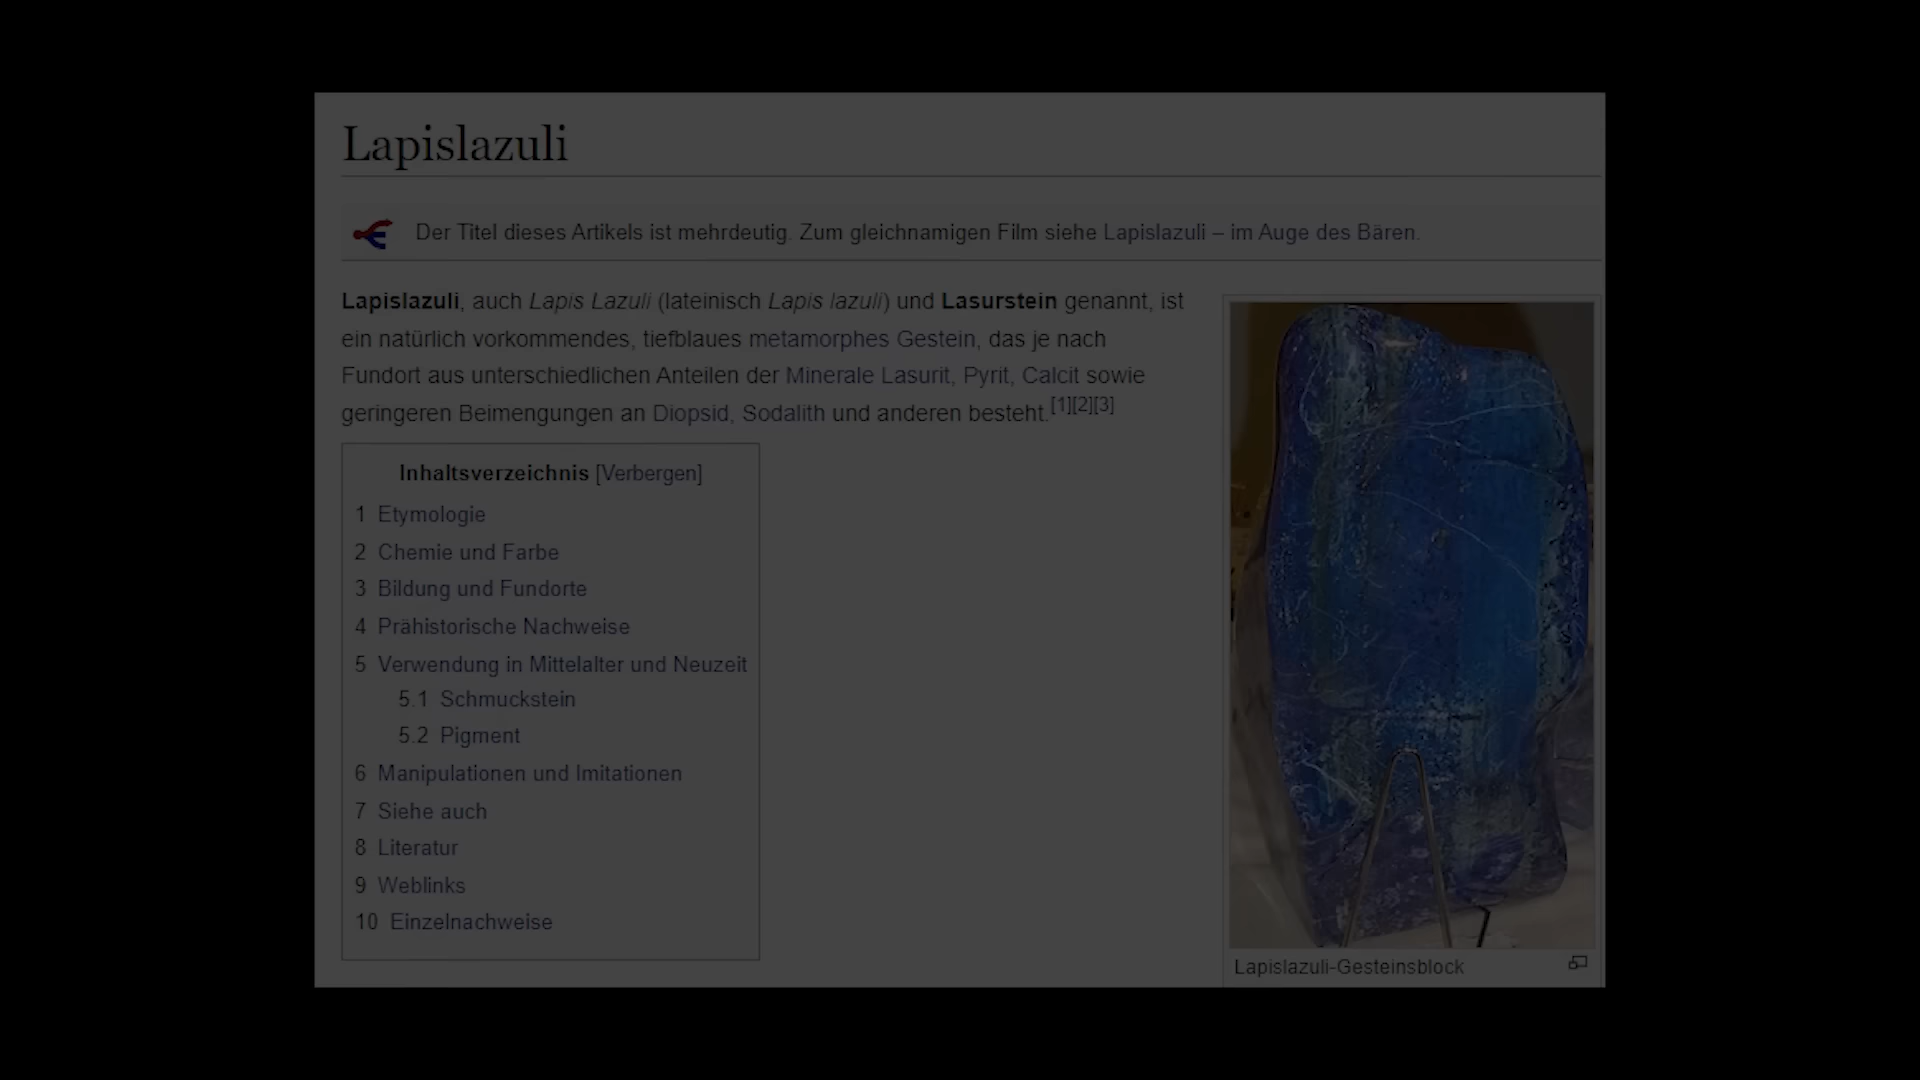 Lapislazuli
Der Titel dieses Artikels ist mehrdeutig. Zum gleichnamigen Film siehe Lapislazuli – im Auge des Bären.
Lapislazuli, auch Lapis Lazuli (lateinisch Lapis lazuli) und Lasurstein genannt, ist
ein natürlich vorkommendes, tiefblaues metamorphes Gestein, das je nach
Fundort aus unterschiedlichen Anteilen der Minerale Lasurit, Pyrit, Calcit sowie
geringeren Beimengungen an Diopsid, Sodalith und anderen besteht.[1][2][3]
Inhaltsverzeichnis [Verbergen]
1 Etymologie
2 Chemie und Farbe
3 Bildung und Fundorte
4 Prähistorische Nachweise
5 Verwendung in Mittelalter und Neuzeit
5.1 Schmuckstein
5.2 Pigment
6 Manipulationen und Imitationen
7 Siehe auch
8 Literatur
9 Weblinks
10 Einzelnachweise
Lapislazuli-Gesteinsblock